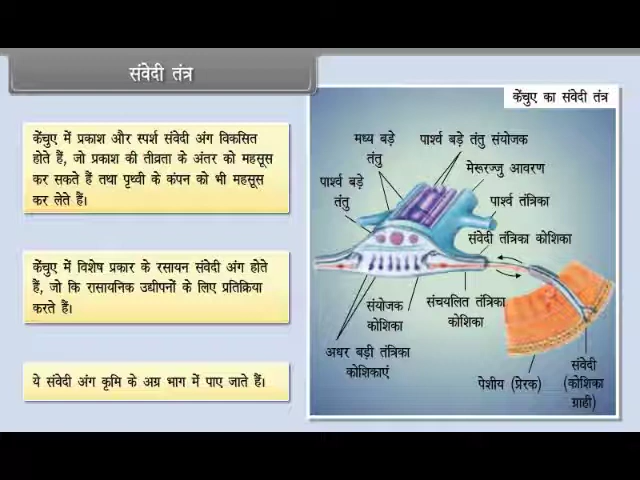 संवेदी तंत्र
केंचुए में प्रकाश और स्पर्श संवेदी अंग विकसित
होते हैं, जो प्रकाश की तीव्रता के अंतर को महसूस
कर सकते हैं तथा पृथ्वी के कंपन को भी महसूस
कर लेते हैं।
केंचुए में विशेष प्रकार के रसायन संवेदी अंग होते
हैं, जो कि रासायनिक उद्यीपनों के लिए प्रतिक्रिया
करते हैं।
ये संवेदी अंग कृमि के अग्र भाग में पाए जाते हैं।
केंचुए का संवेदी तंत्र
मध्य बड़े
तंतु
पार्श्व बड़े तंतु संयोजक
मेरूरज्जु आवरण
पार्श्व बड़े
तंतु
पार्श्व तंत्रिका
संवेदी तंत्रिका कोशिका
संयोजक
कोशिका
संचयलित तंत्रिका
कोशिका
अधर बड़ी तंत्रिका
कोशिकाएं
पेशीय (प्रेरक)
संवेदी
(कोशिका
ग्राही)